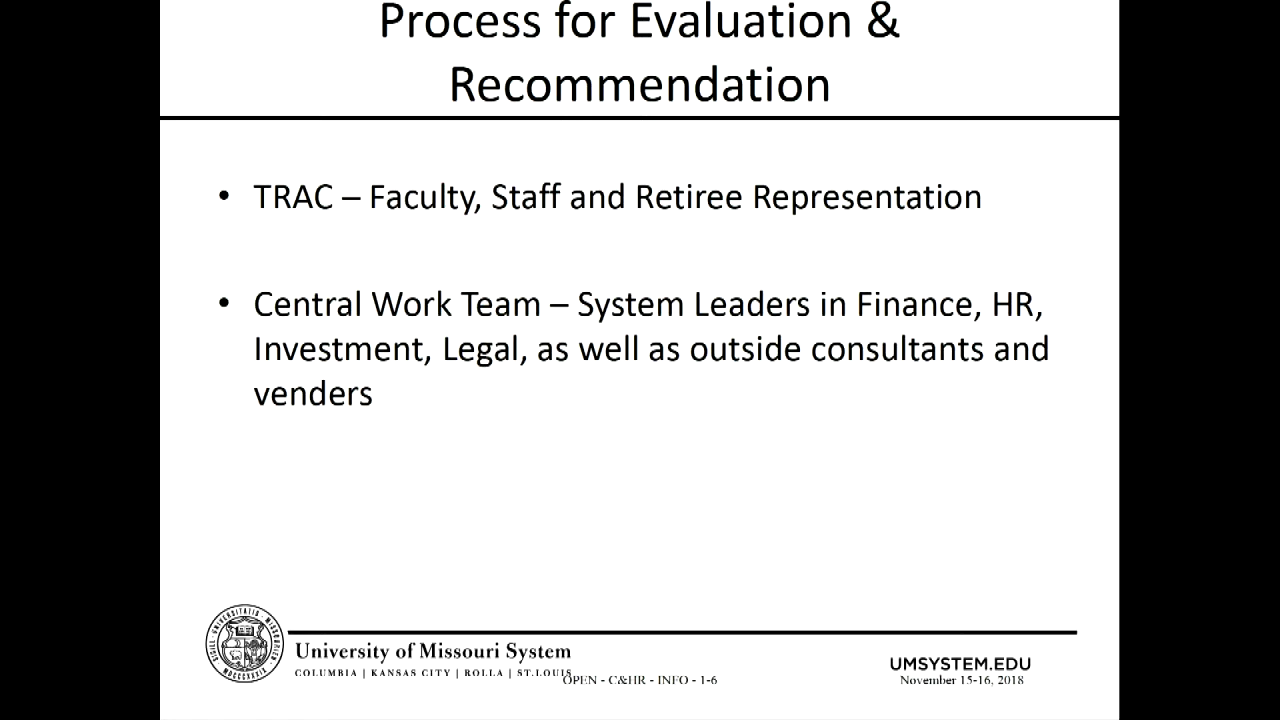 Process for Evaluation &
Recommendation
• TRAC – Faculty, Staff and Retiree Representation
• Central Work Team – System Leaders in Finance, HR,
Investment, Legal, as well as outside consultants and
venders
University of Missouri System
COLUMBIA | KANSAS CITY | ROLLA | ST.LOUIS
OPEN - C&HR - INFO - 1-6
UMSYSTEM.EDU
November 15-16, 2018